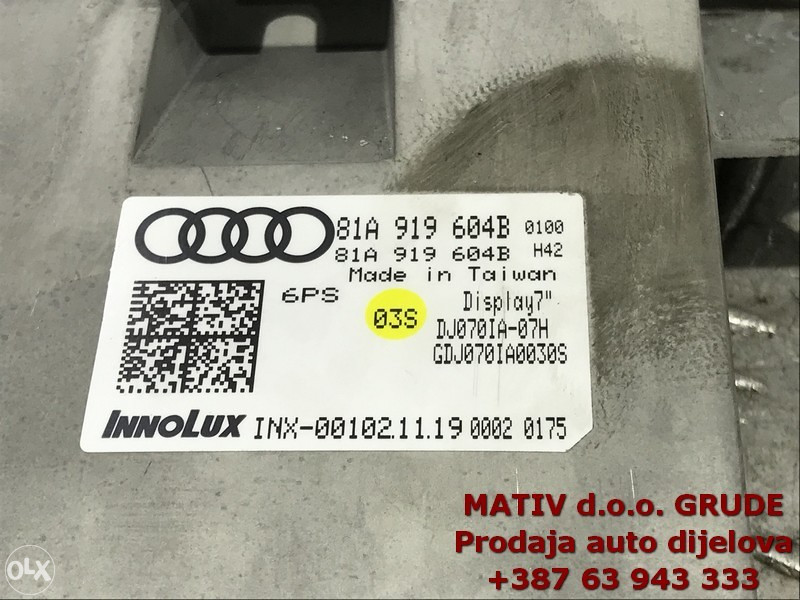 81A 919 604B 0100
81A 919 604B H42
Made in Taiwan
6PS
03S
Display7"
DJ070IA-07H
GDJ070IA0030S
INNOLUX INX-00102.11.19 0002 0175
MATIV d.o.o. GRUDE
Prodaja auto dijelova
+387 63 943 333
OLX